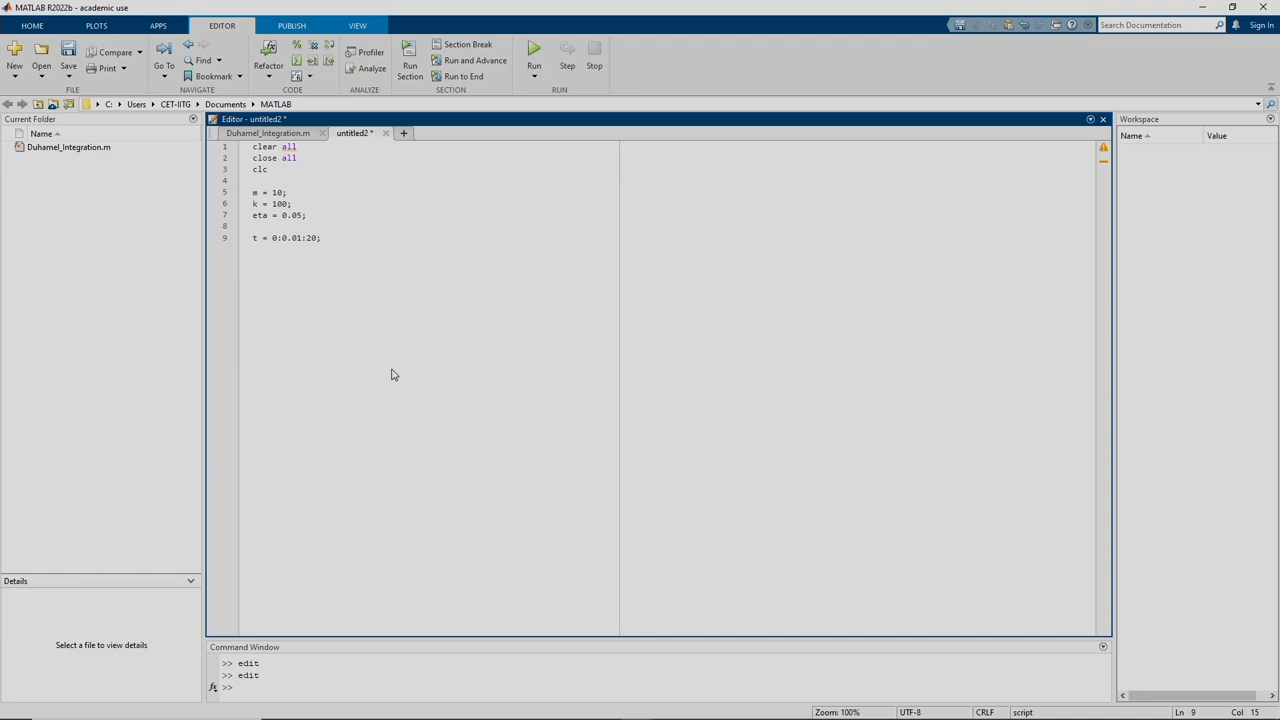 MATLAB R2022b - academic use
HOME PLOTS APPS EDITOR PUBLISH VIEW
Search Documentation
Sign In
New Open Save Compare Print
Go To Find Bookmark
Refactor
Profiler Analyze
Run Section
Section Break
Run and Advance
Run to End
Run Step Stop
FILE NAVIGATE CODE ANALYZE SECTION RUN
C: Users CET-IITG Documents MATLAB
Current Folder
Name
Duhamel_Integration.m
Editor - untitled2 *
Duhamel_Integration.m untitled2 *
1 clear all
2 close all
3 clc
4
5 m = 10;
6 k = 100;
7 eta = 0.05;
8
9 t = 0:0.01:20;
Workspace
Name Value
Details
Select a file to view details
Command Window
>> edit
>> edit
fx >>
Zoom: 100% UTF-8 CRLF script Ln 9 Col 15